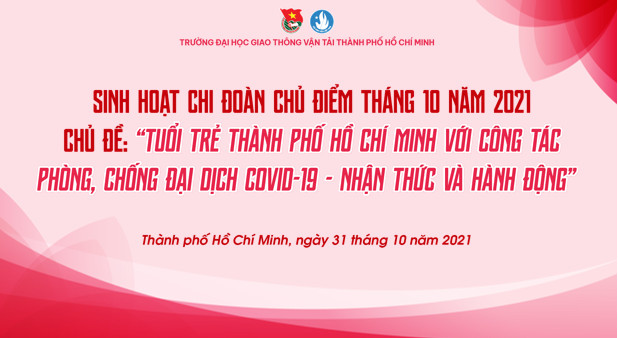 TRƯỜNG ĐẠI HỌC GIAO THÔNG VẬN TẢI THÀNH PHỐ HỒ CHÍ MINH
SINH HOẠT CHI ĐOÀN CHỦ ĐIỂM THÁNG 10 NĂM 2021
CHỦ ĐỀ: “TUỔI TRẺ THÀNH PHỐ HỒ CHÍ MINH VỚI CÔNG TÁC
PHÒNG, CHỐNG ĐẠI DỊCH COVID-19 - NHẬN THỨC VÀ HÀNH ĐỘNG”
Thành phố Hồ Chí Minh, ngày 31 tháng 10 năm 2021